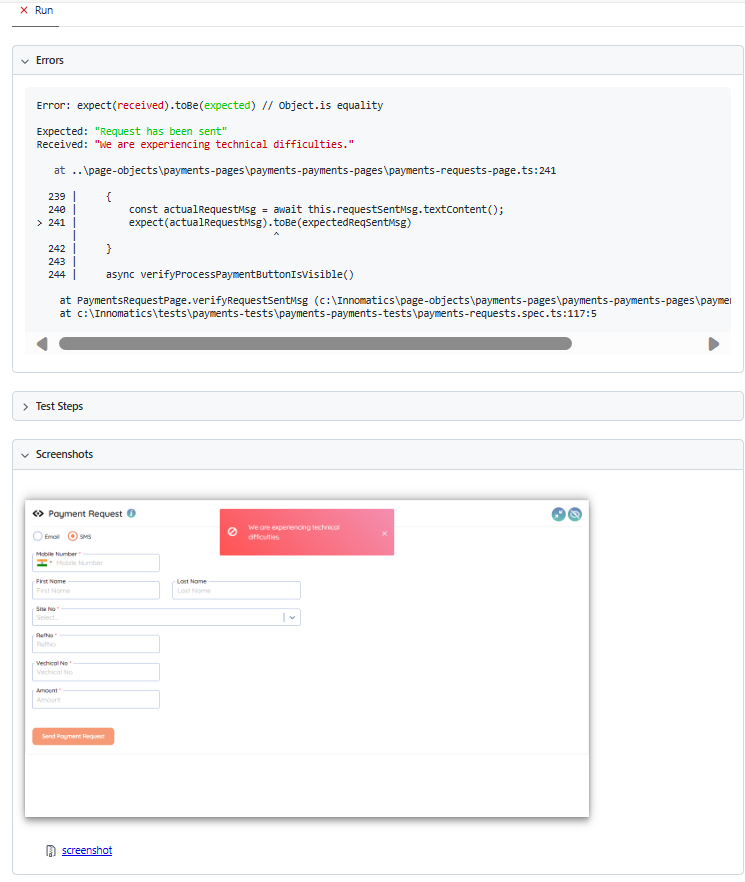 Run
Errors
Error: expect(received).toBe(expected) // Object.is equality
Expected: "Request has been sent"
Received: "We are experiencing technical difficulties."
at ..\page-objects\payments-pages\payments-payments-pages\payments-requests-page.ts:241
239 | {
240 | const actualRequestMsg = await this.requestSentMsg.textContent();
> 241 | expect(actualRequestMsg).toBe(expectedReqSentMsg)
| ^
242 | }
243 |
244 | async verifyProcessPaymentButtonIsVisible()
at PaymentsRequestPage.verifyRequestSentMsg (c:\Innomatics\page-objects\payments-pages\payments-payments-pages\payme
at c:\Innomatics\tests\payments-tests\payments-payments-tests\payments-requests.spec.ts:117:5
Test Steps
Screenshots
Payment Request
We are experiencing technical
difficulties.
Email SMS
Mobile Number *
Mobile Number
First Name Last Name
First Name Last Name
Site No *
Select...
RefNo *
RefNo
Vechical No *
Vechical No
Amount *
Amount
Send Payment Request
screenshot